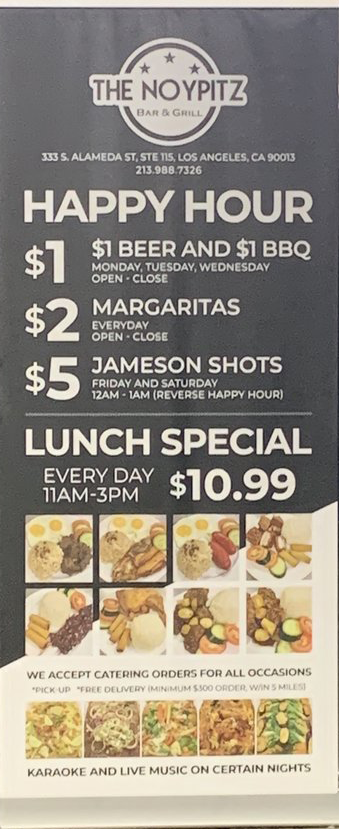 THE NOYPITZ
BAR & GRILL
333 S. ALAMEDA ST, STE 115, LOS ANGELES, CA 90013
213.988.7326
HAPPY HOUR
$1
$1 BEER AND $1 BBQ
MONDAY, TUESDAY, WEDNESDAY
OPEN - CLOSE
$2
MARGARITAS
EVERYDAY
OPEN - CLOSE
$5
JAMESON SHOTS
FRIDAY AND SATURDAY
12AM - 1AM (REVERSE HAPPY HOUR)
LUNCH SPECIAL
EVERY DAY
11AM-3PM
$10.99
WE ACCEPT CATERING ORDERS FOR ALL OCCASIONS
*PICK-UP *FREE DELIVERY (MINIMUM $300 ORDER, W/IN 5 MILES)
KARAOKE AND LIVE MUSIC ON CERTAIN NIGHTS